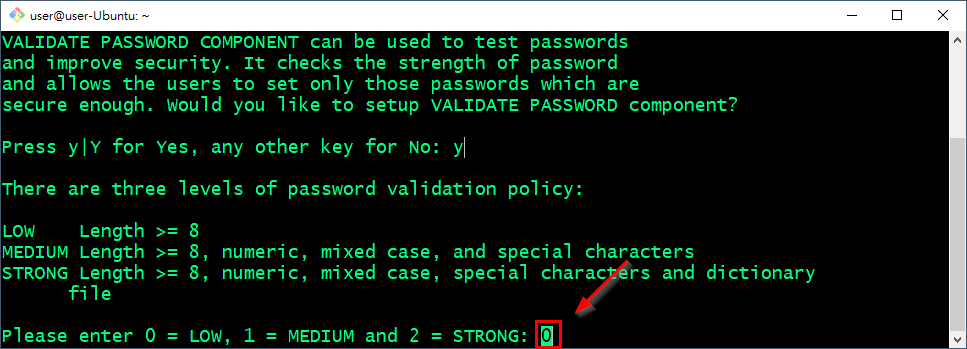 user@user-Ubuntu: ~
VALIDATE PASSWORD COMPONENT can be used to test passwords
and improve security. It checks the strength of password
and allows the users to set only those passwords which are
secure enough. Would you like to setup VALIDATE PASSWORD component?
Press y|Y for Yes, any other key for No: y
There are three levels of password validation policy:
LOW    Length >= 8
MEDIUM Length >= 8, numeric, mixed case, and special characters
STRONG Length >= 8, numeric, mixed case, special characters and dictionary
file
Please enter 0 = LOW, 1 = MEDIUM and 2 = STRONG: 0